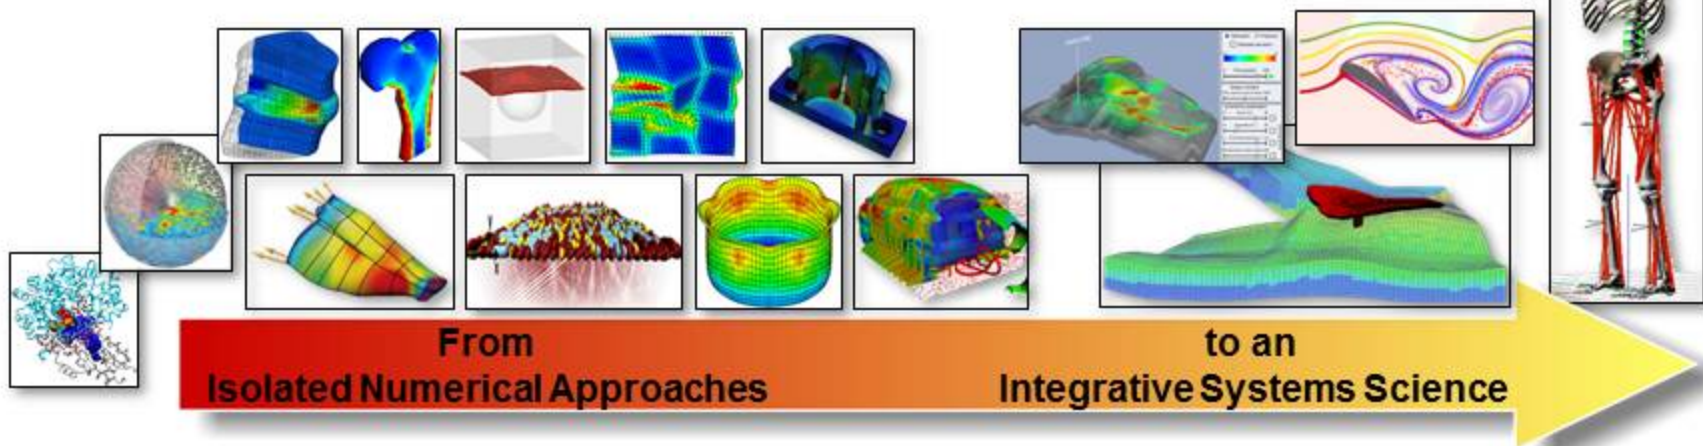 From
Isolated Numerical Approaches
to an
Integrative Systems Science